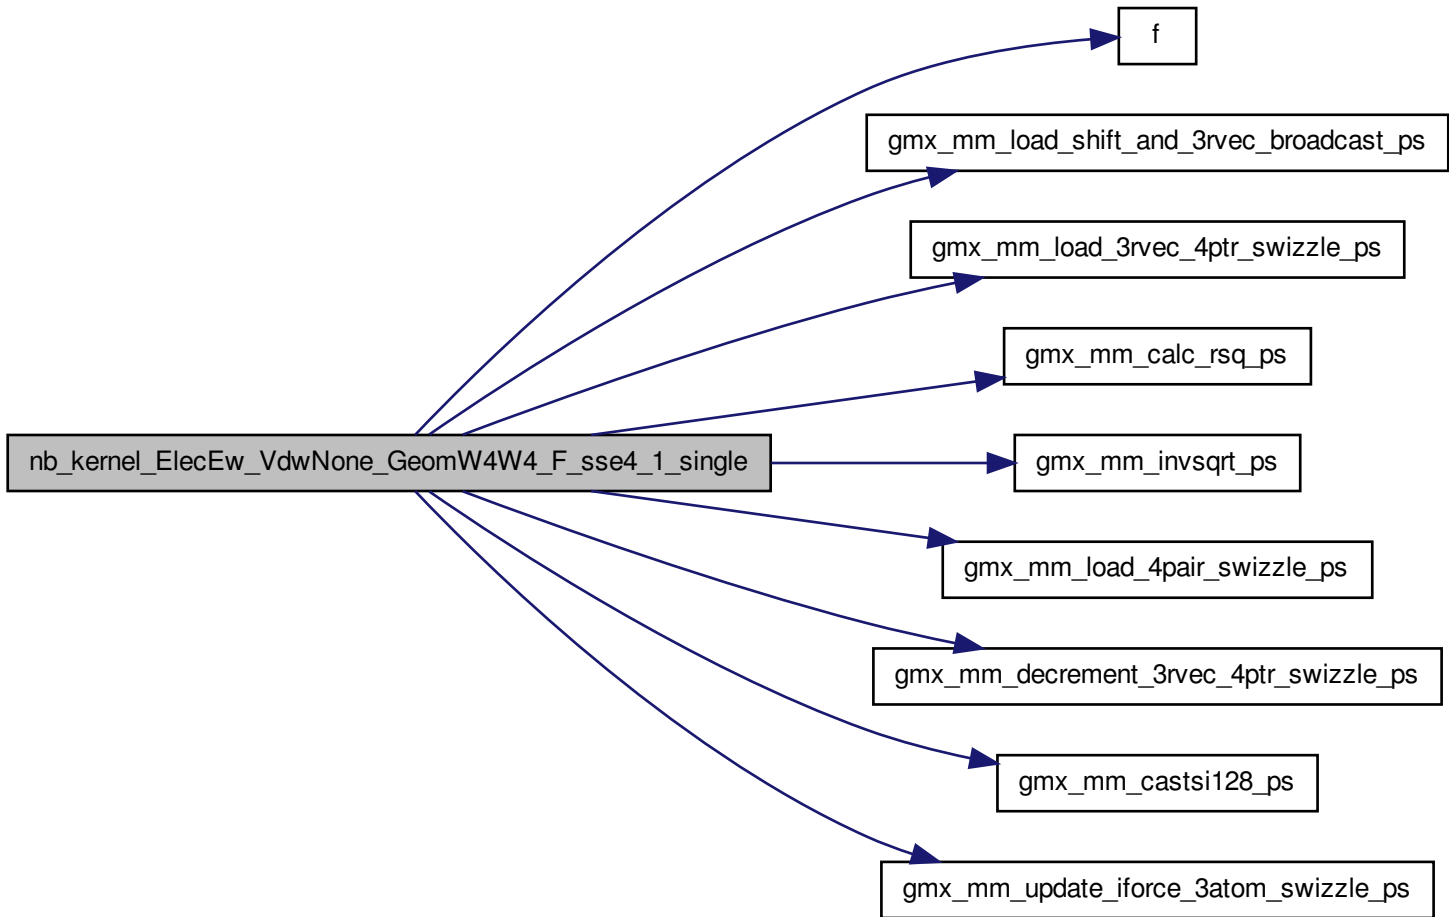 f
gmx_mm_load_shift_and_3rvec_broadcast_ps
gmx_mm_load_3rvec_4ptr_swizzle_ps
gmx_mm_calc_rsq_ps
nb_kernel_ElecEw_VdwNone_GeomW4W4_F_sse4_1_single
gmx_mm_invsqrt_ps
gmx_mm_load_4pair_swizzle_ps
gmx_mm_decrement_3rvec_4ptr_swizzle_ps
gmx_mm_castsi128_ps
gmx_mm_update_iforce_3atom_swizzle_ps